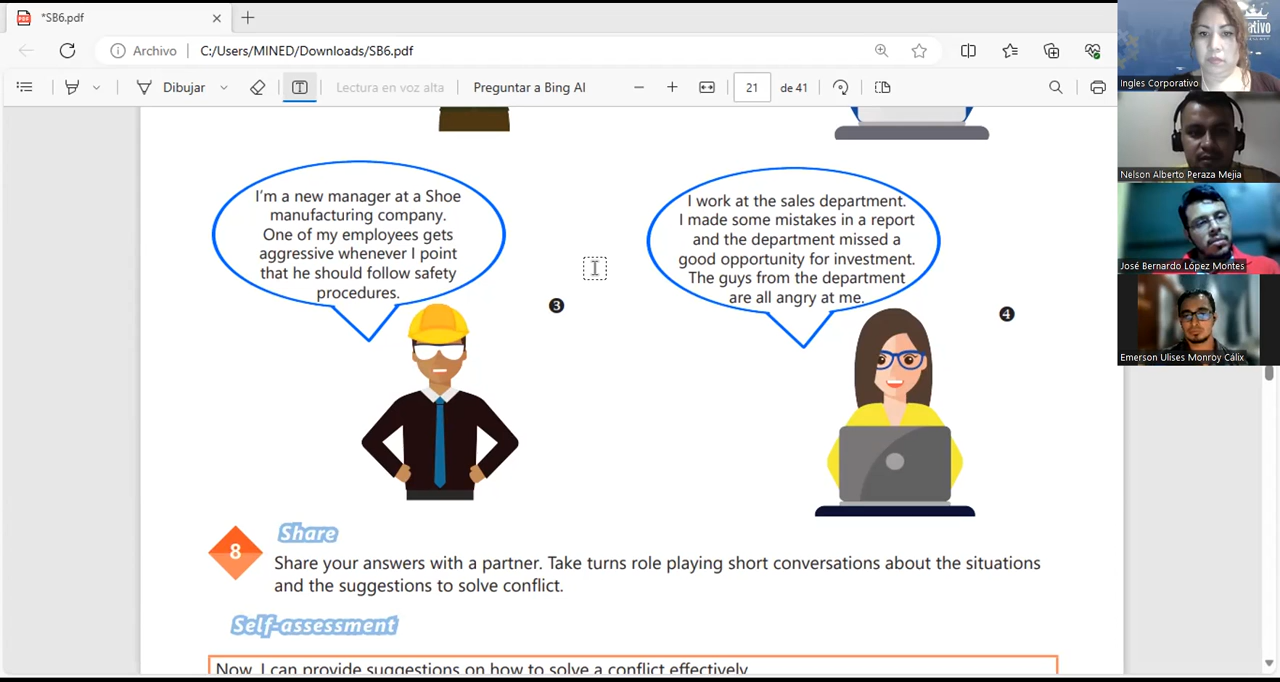 *SB6.pdf
Archivo
C:/Users/MINED/Downloads/SB6.pdf
Dibujar
Lectura en voz alta
Preguntar a Bing AI
21
de 41
I'm a new manager at a Shoe
manufacturing company.
One of my employees gets
aggressive whenever I point
that he should follow safety
procedures.
3
I work at the sales department.
I made some mistakes in a report
and the department missed a
good opportunity for investment.
The guys from the department
are all angry at me.
4
8
Share
Share your answers with a partner. Take turns role playing short conversations about the situations
and the suggestions to solve conflict.
Self-assessment
Now, I can provide suggestions on how to solve a conflict effectively
Ingles Corporativo
Nelson Alberto Peraza Mejia
José Bernardo López Montes
Emerson Ulises Monroy Cálix